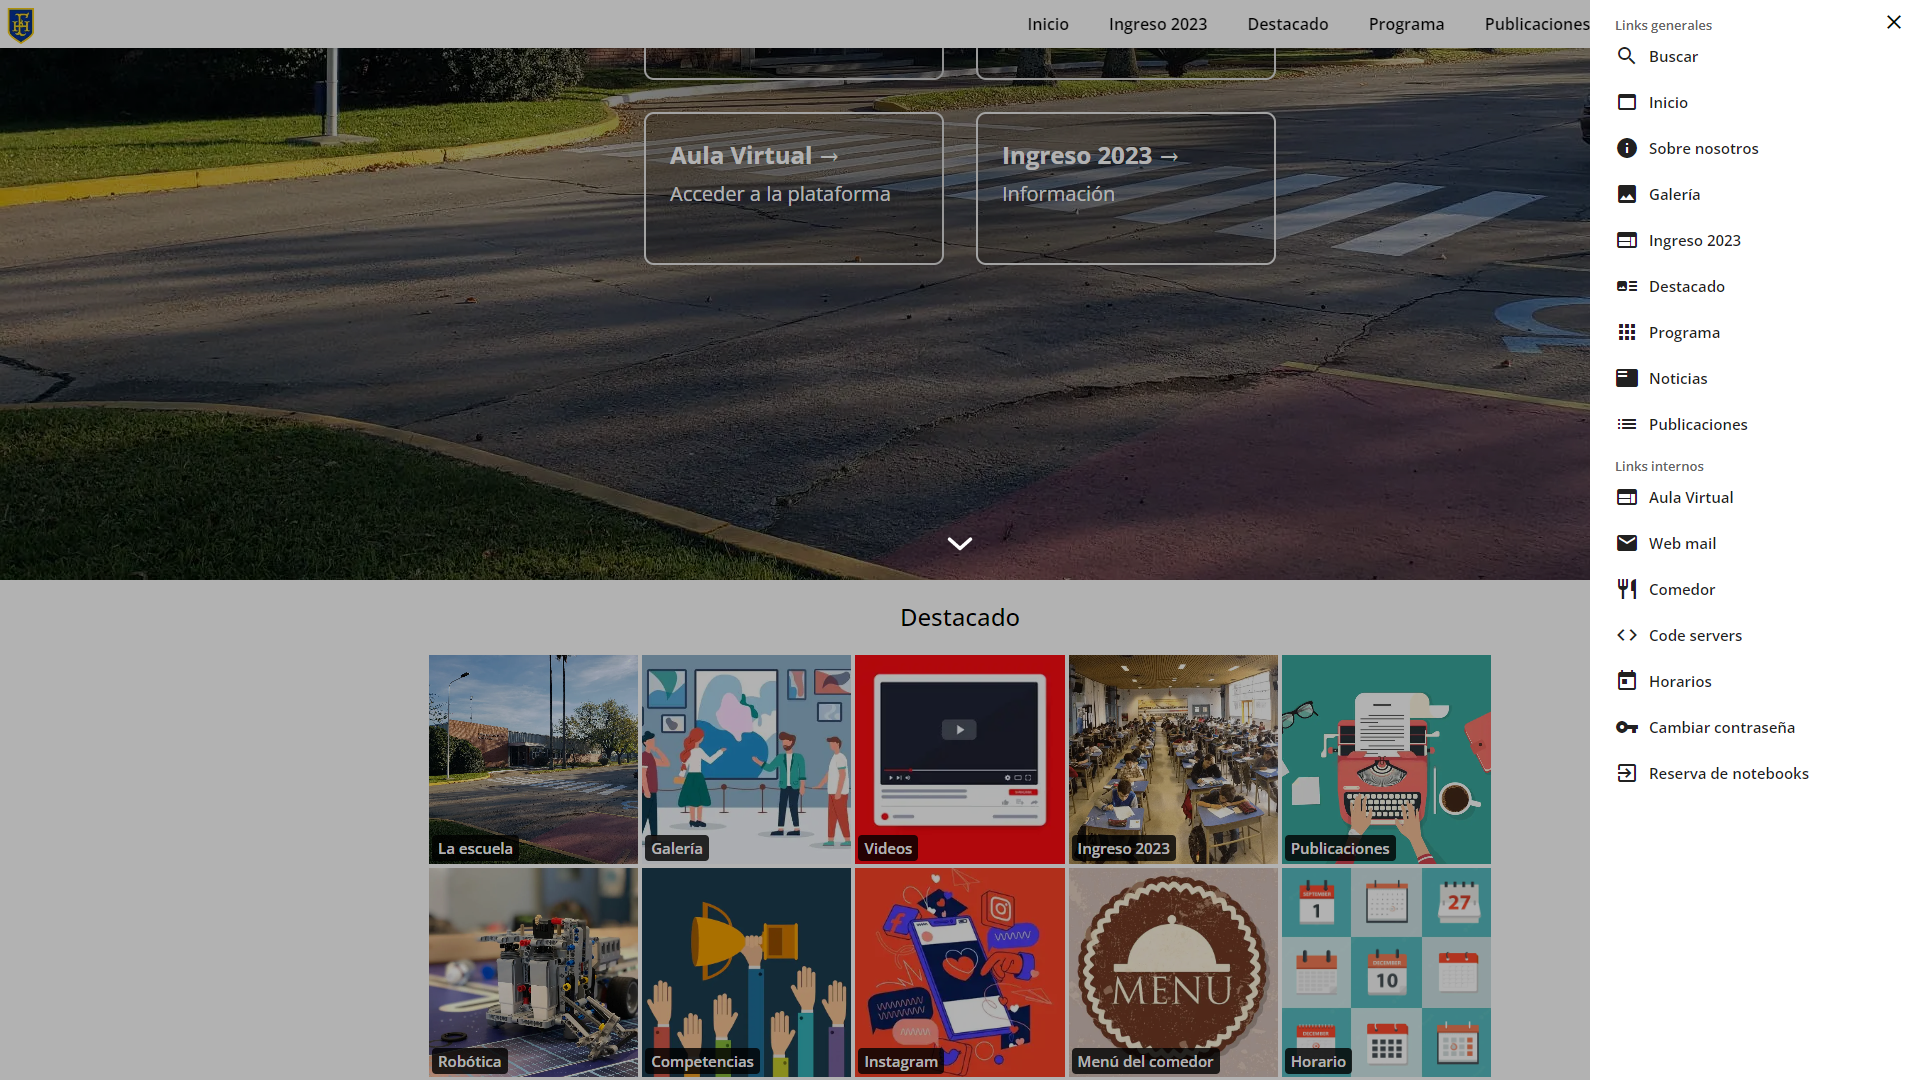 Inicio
Ingreso 2023
Destacado
Programa
Publicaciones
Aula Virtual →
Acceder a la plataforma
Ingreso 2023 →
Información
Destacado
La escuela
Galería
Videos
Ingreso 2023
Publicaciones
Robótica
Competencias
Instagram
MENU
Menú del comedor
SEPTEMBER
1
27
DECEMBER
10
DECEMBER
Horario
Links generales
Buscar
Inicio
Sobre nosotros
Galería
Ingreso 2023
Destacado
Programa
Noticias
Publicaciones
Links internos
Aula Virtual
Web mail
Comedor
Code servers
Horarios
Cambiar contraseña
Reserva de notebooks